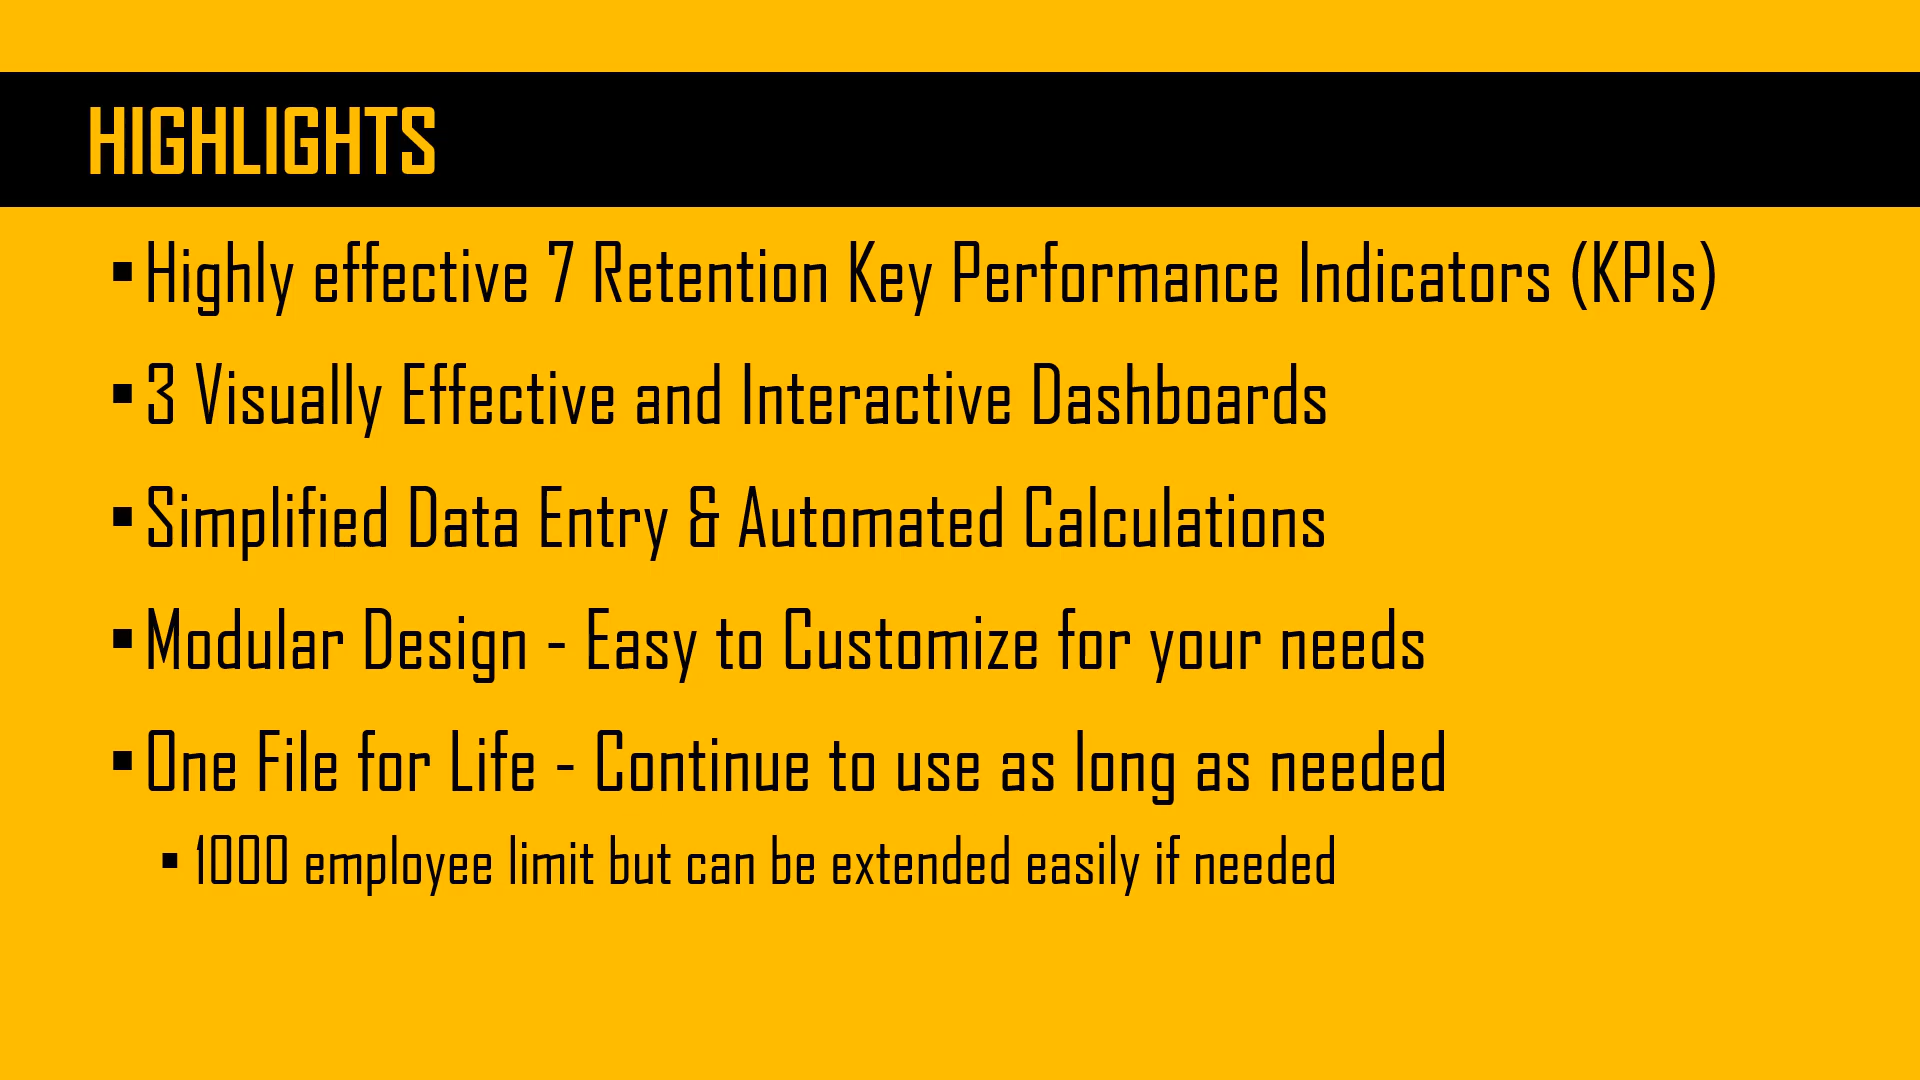 HIGHLIGHTS
▪ Highly effective 7 Retention Key Performance Indicators (KPIs)
▪ 3 Visually Effective and Interactive Dashboards
▪ Simplified Data Entry & Automated Calculations
▪ Modular Design - Easy to Customize for your needs
▪ One File for Life - Continue to use as long as needed
▪ 1000 employee limit but can be extended easily if needed